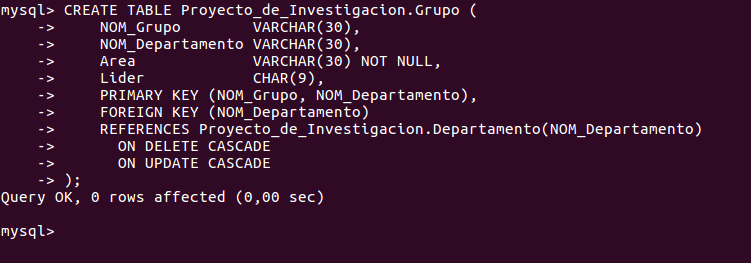 mysql> CREATE TABLE Proyecto_de_Investigacion.Grupo (
    ->     NOM_Grupo        VARCHAR(30),
    ->     NOM_Departamento VARCHAR(30),
    ->     Area             VARCHAR(30) NOT NULL,
    ->     Lider            CHAR(9),
    ->     PRIMARY KEY (NOM_Grupo, NOM_Departamento),
    ->     FOREIGN KEY (NOM_Departamento)
    ->     REFERENCES Proyecto_de_Investigacion.Departamento(NOM_Departamento)
    ->       ON DELETE CASCADE
    ->       ON UPDATE CASCADE
    -> );
Query OK, 0 rows affected (0,00 sec)
mysql>